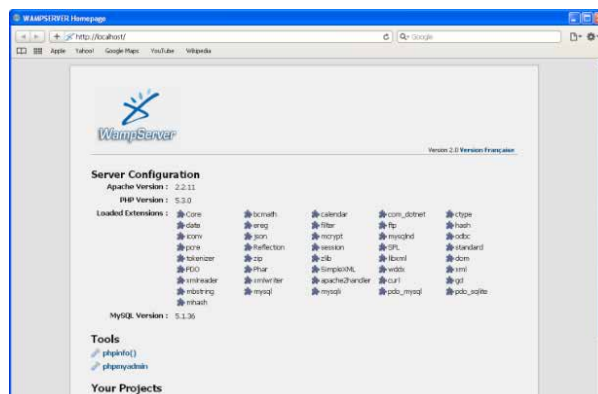 WAMPSERVER Homepage
http://localhost/ Google
Apple Yahoo! Google Maps YouTube Wikipedia
WampServer
Version 2.0 Version Française
Server Configuration
Apache Version : 2.2.11
PHP Version : 5.3.0
Loaded Extensions : Core bcmath calendar com_dotnet ctype
date ereg filter ftp hash
iconv json mcrypt mysqlnd odbc
pcre Reflection session SPL standard
tokenizer zip zlib libxml dom
PDO Phar SimpleXML wddx xml
xmlreader xmlwriter apache2handler curl gd
mbstring mysql mysqli pdo_mysql pdo_sqlite
mhash
MySQL Version : 5.1.36
Tools
phpinfo()
phpmyadmin
Your Projects